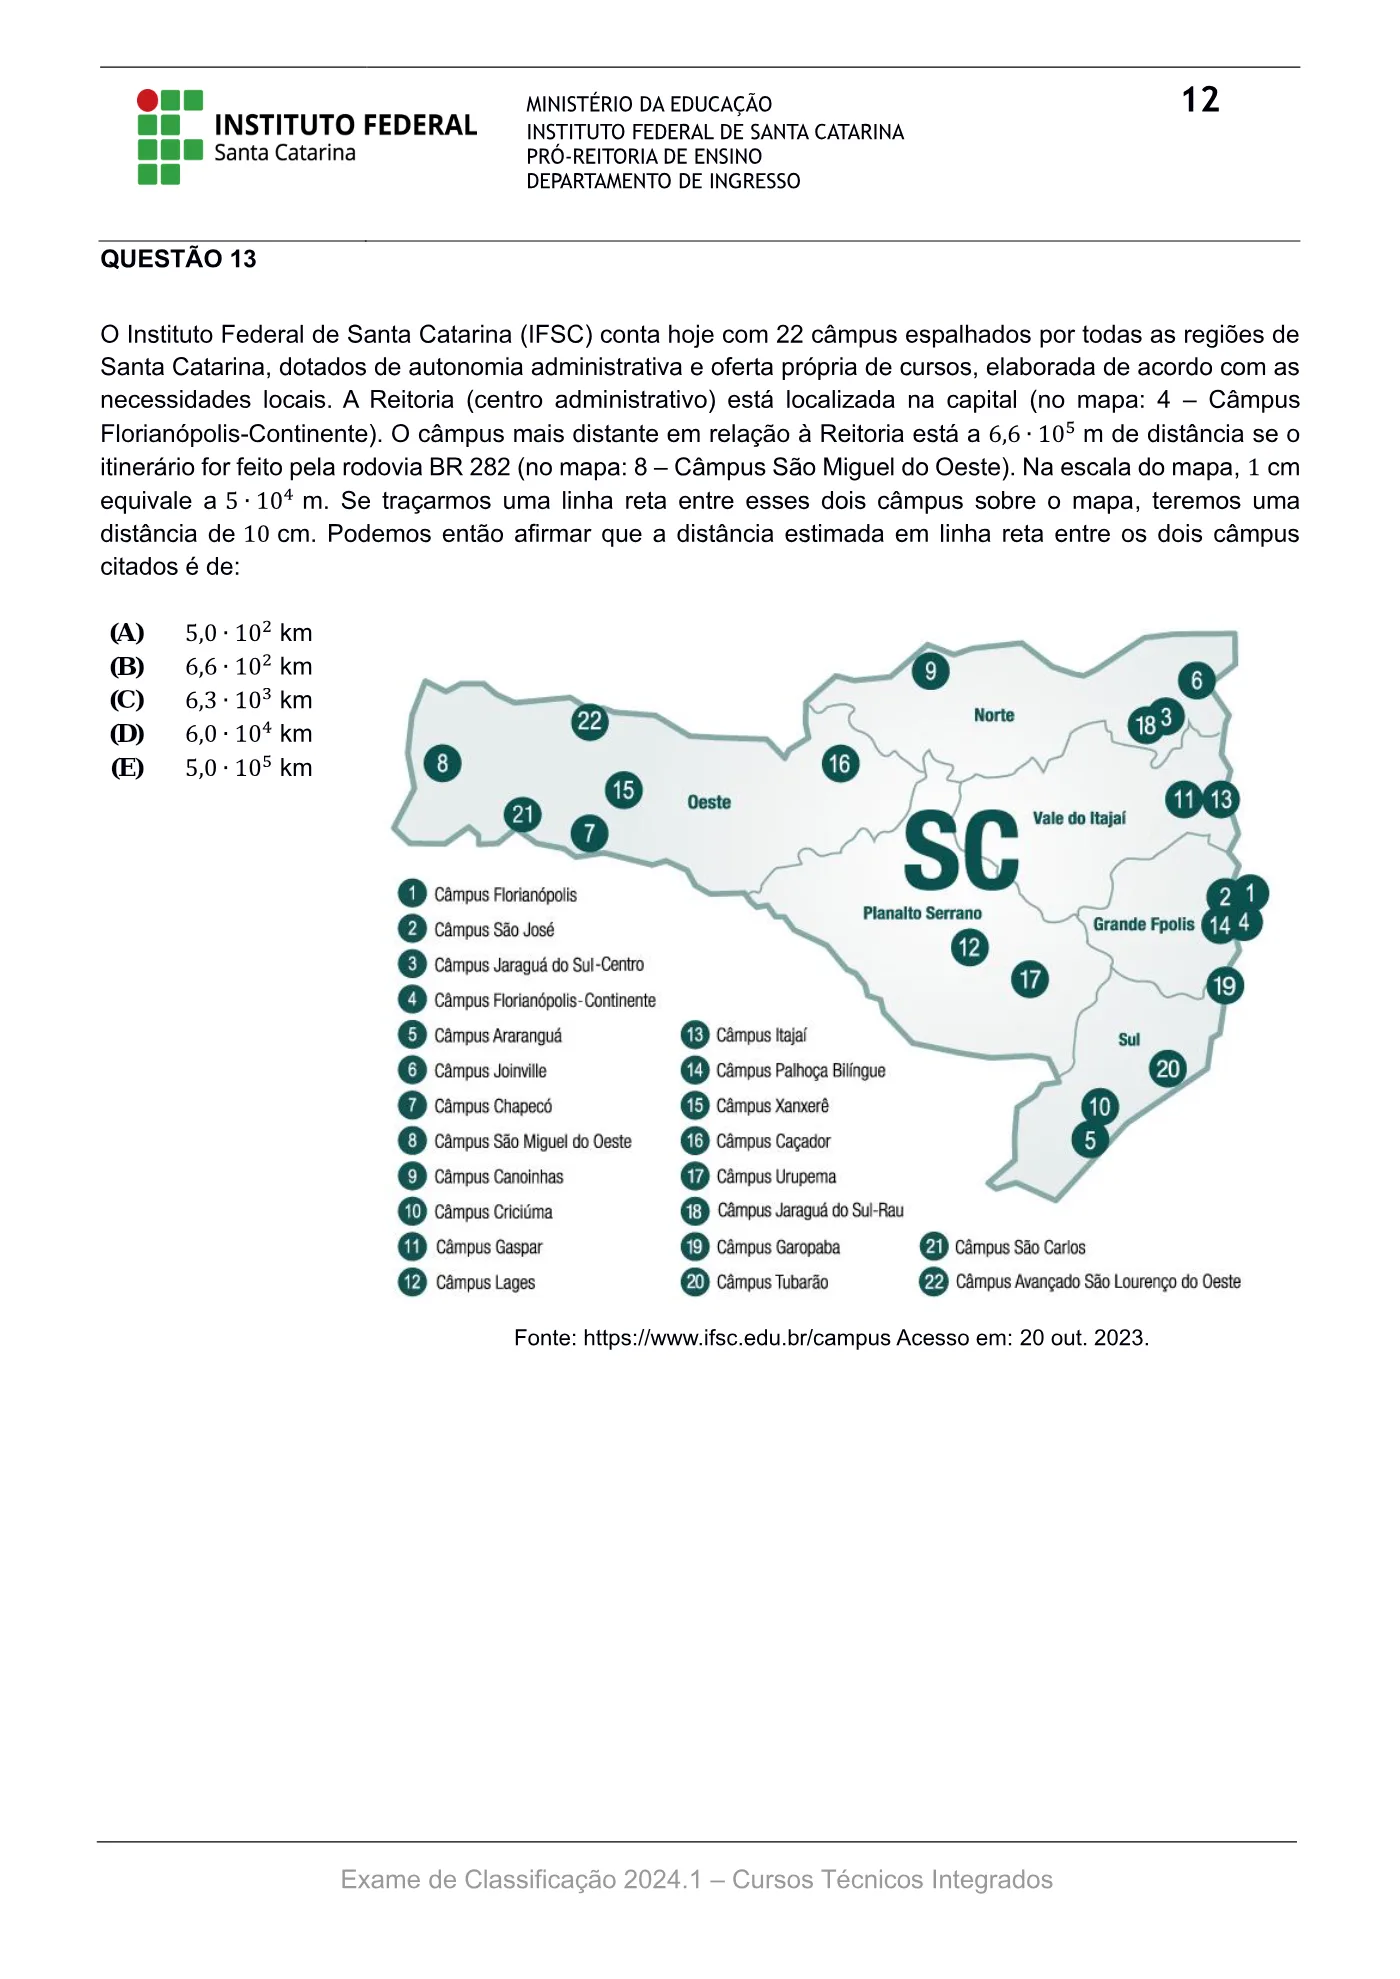 INSTITUTO FEDERAL
Santa Catarina
MINISTÉRIO DA EDUCAÇÃO
INSTITUTO FEDERAL DE SANTA CATARINA
PRÓ-REITORIA DE ENSINO
DEPARTAMENTO DE INGRESSO
12
QUESTÃO 13
O Instituto Federal de Santa Catarina (IFSC) conta hoje com 22 câmpus espalhados por todas as regiões de
Santa Catarina, dotados de autonomia administrativa e oferta própria de cursos, elaborada de acordo com as
necessidades locais. A Reitoria (centro administrativo) está localizada na capital (no mapa: 4 – Câmpus
Florianópolis-Continente). O câmpus mais distante em relação à Reitoria está a 6,6 · 10⁵ m de distância se o
itinerário for feito pela rodovia BR 282 (no mapa: 8 – Câmpus São Miguel do Oeste). Na escala do mapa, 1 cm
equivale a 5 · 10⁴ m. Se traçarmos uma linha reta entre esses dois câmpus sobre o mapa, teremos uma
distância de 10 cm. Podemos então afirmar que a distância estimada em linha reta entre os dois câmpus
citados é de:
(A) 5,0 · 10² km
(B) 6,6 · 10² km
(C) 6,3 · 10³ km
(D) 6,0 · 10⁴ km
(E) 5,0 · 10⁵ km
9
6
Norte
18 3
22
8
16
15
Oeste
11 13
21
7
SC
Vale do Itajaí
2 1
Planalto Serrano
Grande Fpolis
14 4
12
17
19
Sul
20
10
5
1 Câmpus Florianópolis
2 Câmpus São José
3 Câmpus Jaraguá do Sul-Centro
4 Câmpus Florianópolis-Continente
5 Câmpus Araranguá
6 Câmpus Joinville
7 Câmpus Chapecó
8 Câmpus São Miguel do Oeste
9 Câmpus Canoinhas
10 Câmpus Criciúma
11 Câmpus Gaspar
12 Câmpus Lages
13 Câmpus Itajaí
14 Câmpus Palhoça Bilíngue
15 Câmpus Xanxerê
16 Câmpus Caçador
17 Câmpus Urupema
18 Câmpus Jaraguá do Sul-Rau
19 Câmpus Garopaba
20 Câmpus Tubarão
21 Câmpus São Carlos
22 Câmpus Avançado São Lourenço do Oeste
Fonte: https://www.ifsc.edu.br/campus Acesso em: 20 out. 2023.
Exame de Classificação 2024.1 – Cursos Técnicos Integrados